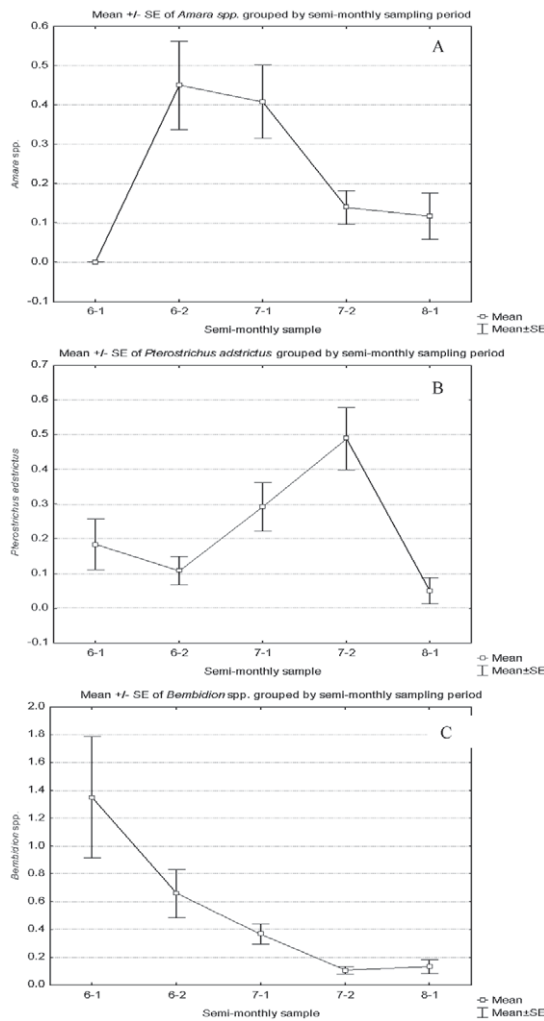 Mean +/- SE of Amara spp. grouped by semi-monthly sampling period
A
0.6
0.5
0.4
0.3
0.2
0.1
0.0
-0.1
Amara spp.
6-1 6-2 7-1 7-2 8-1
Semi-monthly sample
Mean
Mean±SE
Mean +/- SE of Pterostrichus adstrictus grouped by semi-monthly sampling period
B
0.7
0.6
0.5
0.4
0.3
0.2
0.1
0.0
-0.1
Pterostrichus adstrictus
6-1 6-2 7-1 7-2 8-1
Semi-monthly sample
Mean
Mean±SE
Mean +/- SE of Bembidion spp. grouped by semi-monthly sampling period
C
2.0
1.8
1.6
1.4
1.2
1.0
0.8
0.6
0.4
0.2
0.0
Bembidion spp.
6-1 6-2 7-1 7-2 8-1
Semi-monthly sample
Mean
Mean±SE